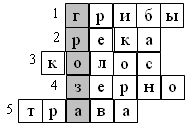 1 грибы
2 река
3 колос
4 зерно
5 трава